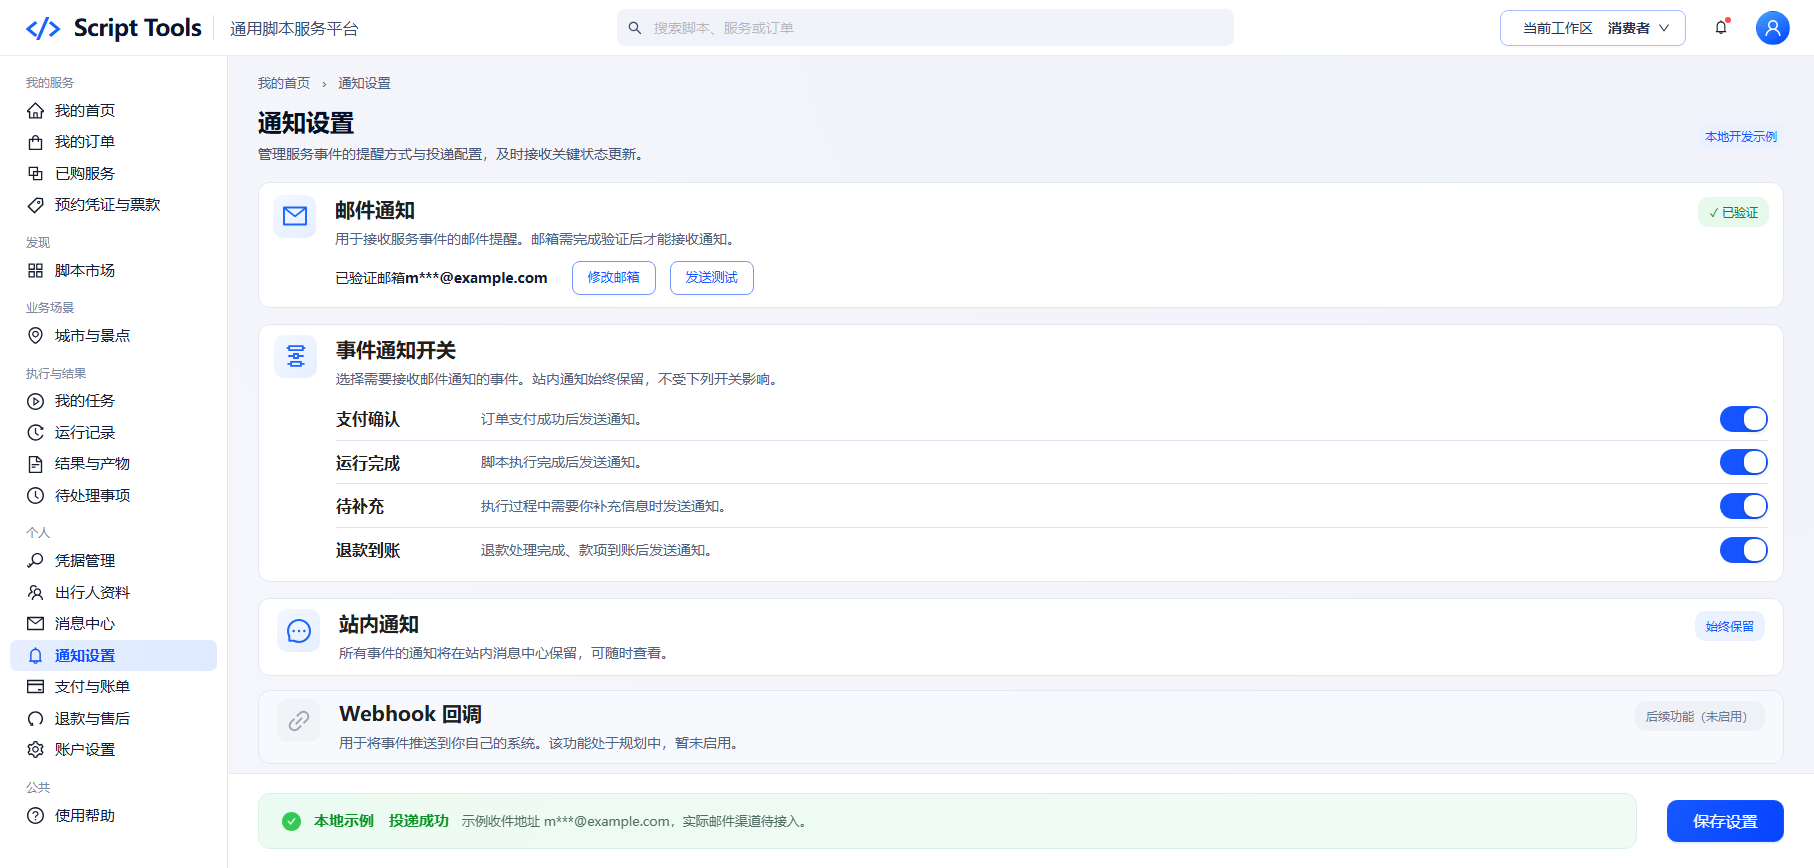 Script Tools 通用脚本服务平台 搜索脚本、服务或订单 当前工作区 消费者
我的服务
我的首页
我的订单
已购服务
预约凭证与票款
发现
脚本市场
业务场景
城市与景点
执行与结果
我的任务
运行记录
结果与产物
待处理事项
个人
凭据管理
出行人资料
消息中心
通知设置
支付与账单
退款与售后
账户设置
公共
使用帮助
我的首页 › 通知设置
通知设置
管理服务事件的提醒方式与投递配置，及时接收关键状态更新。
本地开发示例
邮件通知
✓ 已验证
用于接收服务事件的邮件提醒。邮箱需完成验证后才能接收通知。
已验证邮箱m***@example.com 修改邮箱 发送测试
事件通知开关
选择需要接收邮件通知的事件。站内通知始终保留，不受下列开关影响。
支付确认 订单支付成功后发送通知。
运行完成 脚本执行完成后发送通知。
待补充 执行过程中需要你补充信息时发送通知。
退款到账 退款处理完成、款项到账后发送通知。
站内通知
始终保留
所有事件的通知将在站内消息中心保留，可随时查看。
Webhook 回调
后续功能（未启用）
用于将事件推送到你自己的系统。该功能处于规划中，暂未启用。
本地示例 投递成功 示例收件地址 m***@example.com，实际邮件渠道待接入。
保存设置